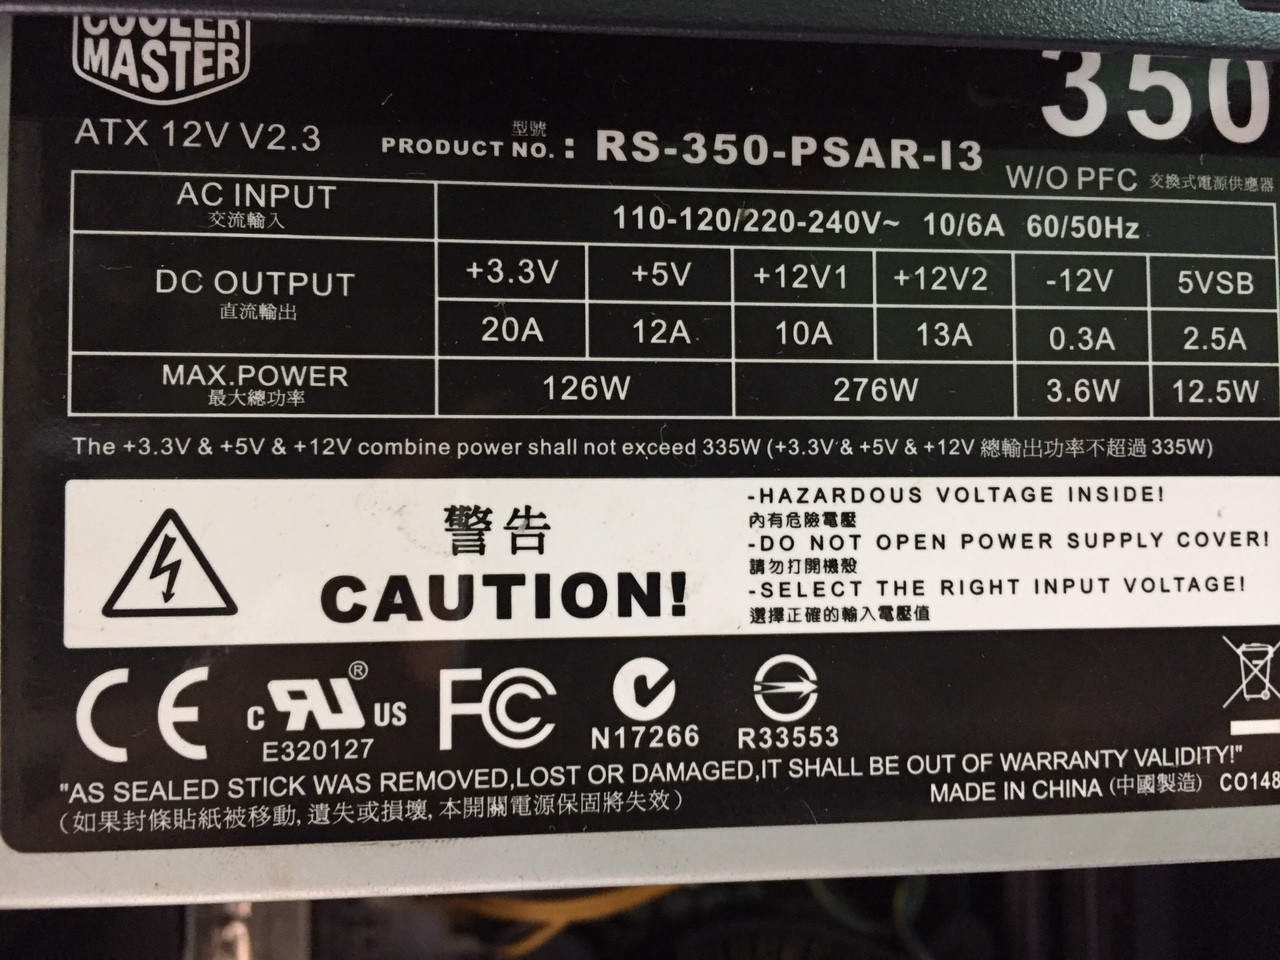 COOLER
MASTER
350
ATX 12V V2.3
型號
PRODUCT NO. : RS-350-PSAR-I3
W/O PFC 交換式電源供應器
AC INPUT
交流輸入
110-120/220-240V~ 10/6A 60/50Hz
DC OUTPUT
直流輸出
+3.3V +5V +12V1 +12V2 -12V 5VSB
20A 12A 10A 13A 0.3A 2.5A
MAX.POWER
最大總功率
126W 276W 3.6W 12.5W
The +3.3V & +5V & +12V combine power shall not exceed 335W (+3.3V & +5V & +12V 總輸出功率不超過 335W)
警告
CAUTION!
-HAZARDOUS VOLTAGE INSIDE!
內有危險電壓
-DO NOT OPEN POWER SUPPLY COVER!
請勿打開機殼
-SELECT THE RIGHT INPUT VOLTAGE!
選擇正確的輸入電壓值
CE
c RU US ®
E320127
FC
N17266
R33553
"AS SEALED STICK WAS REMOVED,LOST OR DAMAGED,IT SHALL BE OUT OF WARRANTY VALIDITY!"
(如果封條貼紙被移動, 遺失或損壞, 本開關電源保固將失效)
MADE IN CHINA (中國製造) CO148